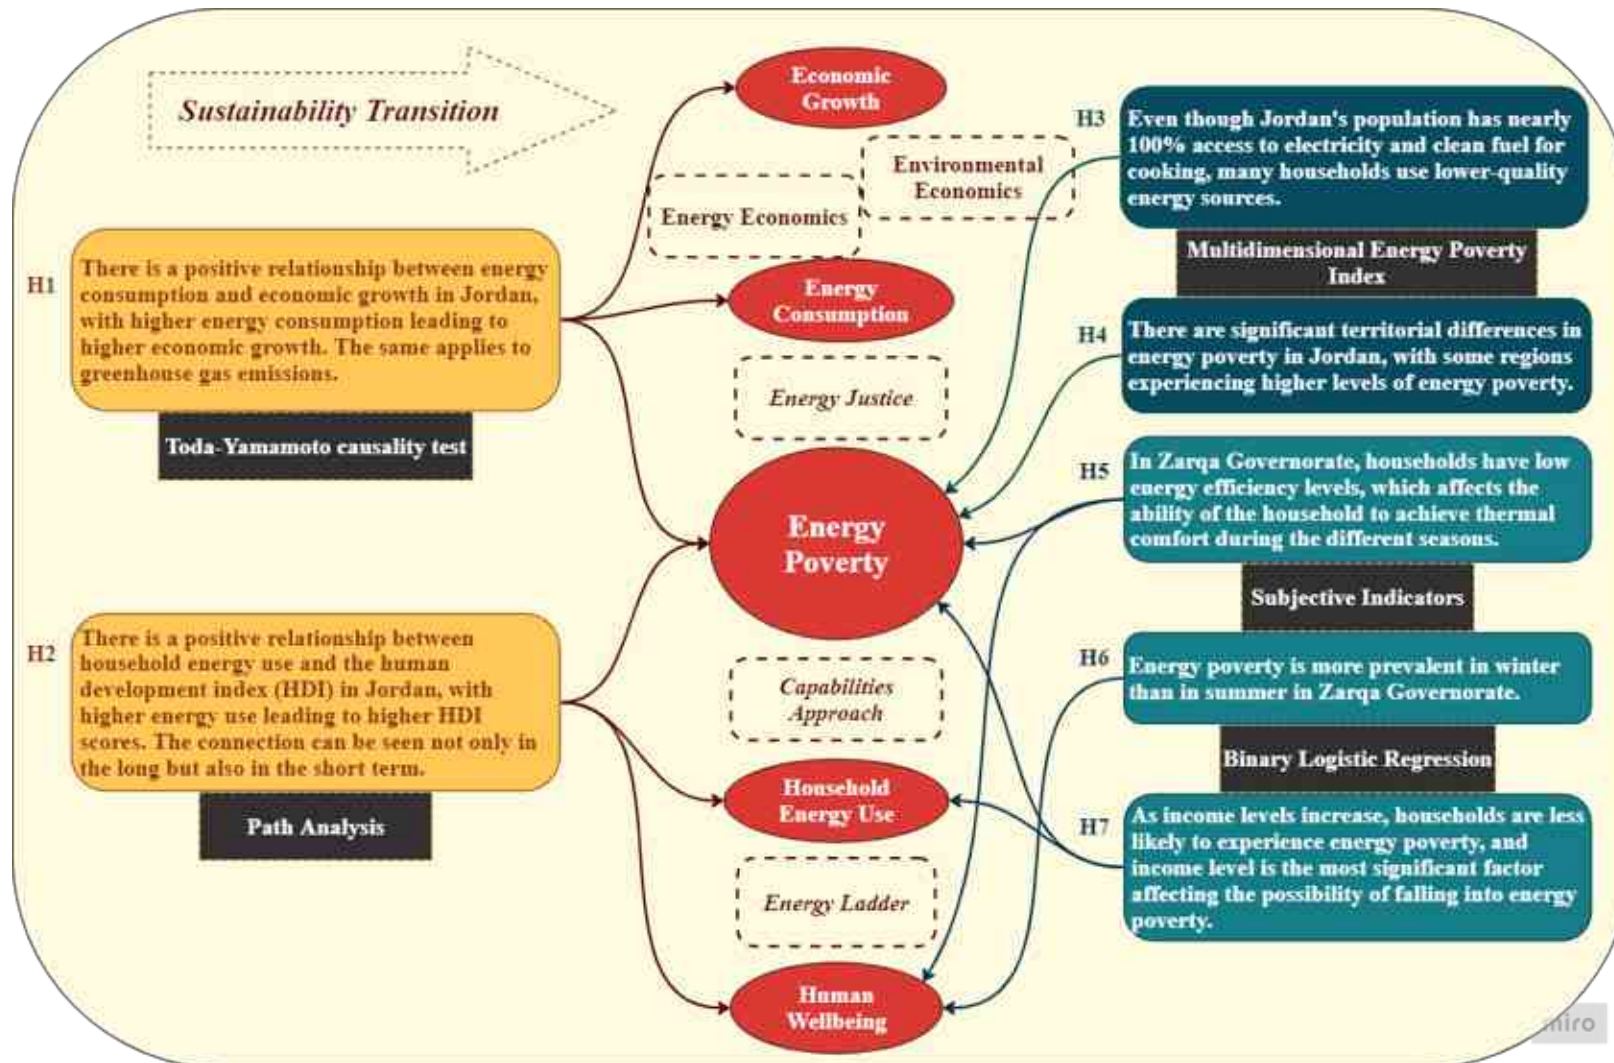 Sustainability Transition
H1
There is a positive relationship between energy
consumption and economic growth in Jordan,
with higher energy consumption leading to
higher economic growth. The same applies to
greenhouse gas emissions.
Toda-Yamamoto causality test
H2
There is a positive relationship between
household energy use and the human
development index (HDI) in Jordan, with
higher energy use leading to higher HDI
scores. The connection can be seen not only in
the long but also in the short term.
Path Analysis
Economic
Growth
Environmental
Economics
Energy Economics
Energy
Consumption
Energy Justice
Energy
Poverty
Capabilities
Approach
Household
Energy Use
Energy Ladder
Human
Wellbeing
H3
Even though Jordan's population has nearly
100% access to electricity and clean fuel for
cooking, many households use lower-quality
energy sources.
Multidimensional Energy Poverty
Index
H4
There are significant territorial differences in
energy poverty in Jordan, with some regions
experiencing higher levels of energy poverty.
H5
In Zarqa Governorate, households have low
energy efficiency levels, which affects the
ability of the household to achieve thermal
comfort during the different seasons.
Subjective Indicators
H6
Energy poverty is more prevalent in winter
than in summer in Zarqa Governorate.
Binary Logistic Regression
H7
As income levels increase, households are less
likely to experience energy poverty, and
income level is the most significant factor
affecting the possibility of falling into energy
poverty.
miro